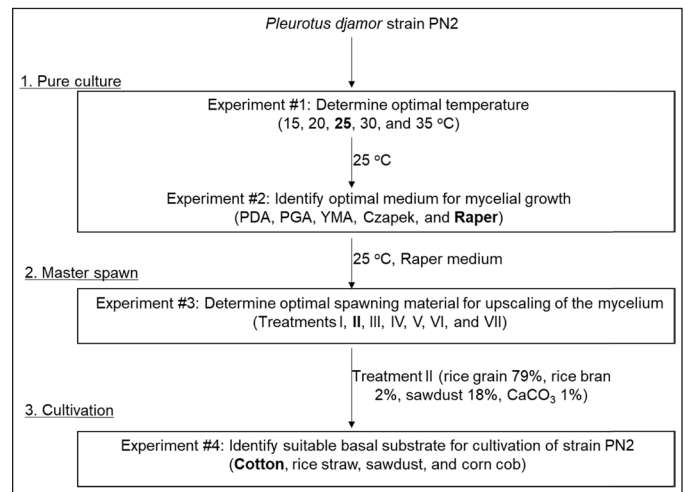 Pleurotus djamor strain PN2
1. Pure culture
Experiment #1: Determine optimal temperature
(15, 20, 25, 30, and 35 ºC)
25 ºC
Experiment #2: Identify optimal medium for mycelial growth
(PDA, PGA, YMA, Czapek, and Raper)
25 ºC, Raper medium
2. Master spawn
Experiment #3: Determine optimal spawning material for upscaling of the mycelium
(Treatments I, II, III, IV, V, VI, and VII)
Treatment II (rice grain 79%, rice bran
2%, sawdust 18%, CaCO₃ 1%)
3. Cultivation
Experiment #4: Identify suitable basal substrate for cultivation of strain PN2
(Cotton, rice straw, sawdust, and corn cob)